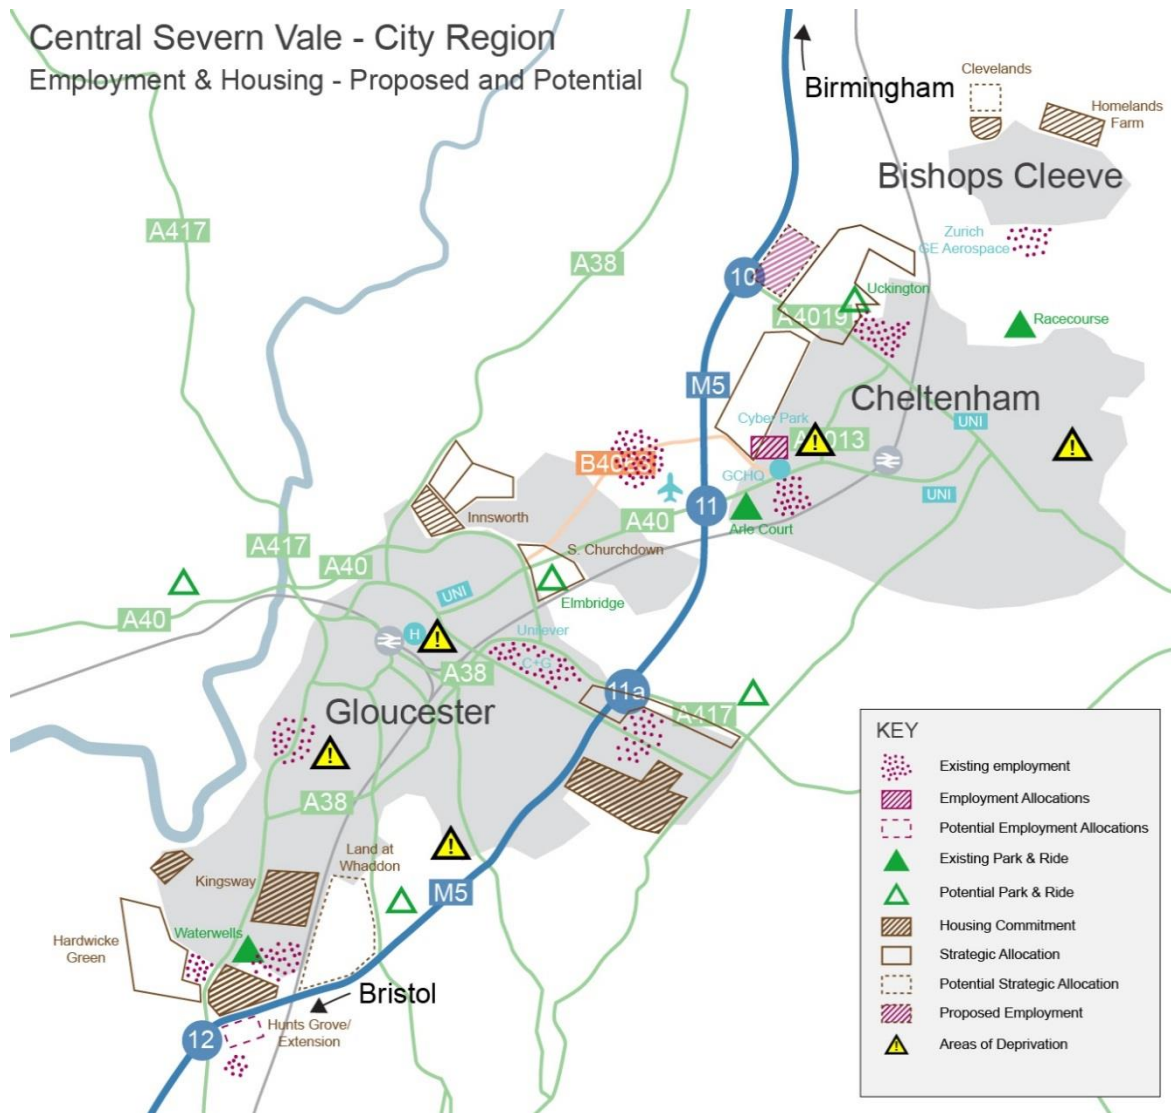 Central Severn Vale - City Region
Employment & Housing - Proposed and Potential
Birmingham
Clevelands
Homelands
Farm
Bishops Cleeve
A417
A38
Zurich
GE Aerospace
10
Uckington
A4019
Racecourse
M5
Cheltenham
Cyber Park
UNI
A4013
GCHQ
UNI
11
Arle Court
A40
Innsworth
A417
S. Churchdown
A40
Elmbridge
UNI
A40
H
Unilever
C+G
A38
11a
A417
Gloucester
A38
Land at
Whaddon
Kingsway
M5
Waterwells
Hardwicke
Green
Bristol
12
Hunts Grove/
Extension
KEY
Existing employment
Employment Allocations
Potential Employment Allocations
Existing Park & Ride
Potential Park & Ride
Housing Commitment
Strategic Allocation
Potential Strategic Allocation
Proposed Employment
Areas of Deprivation